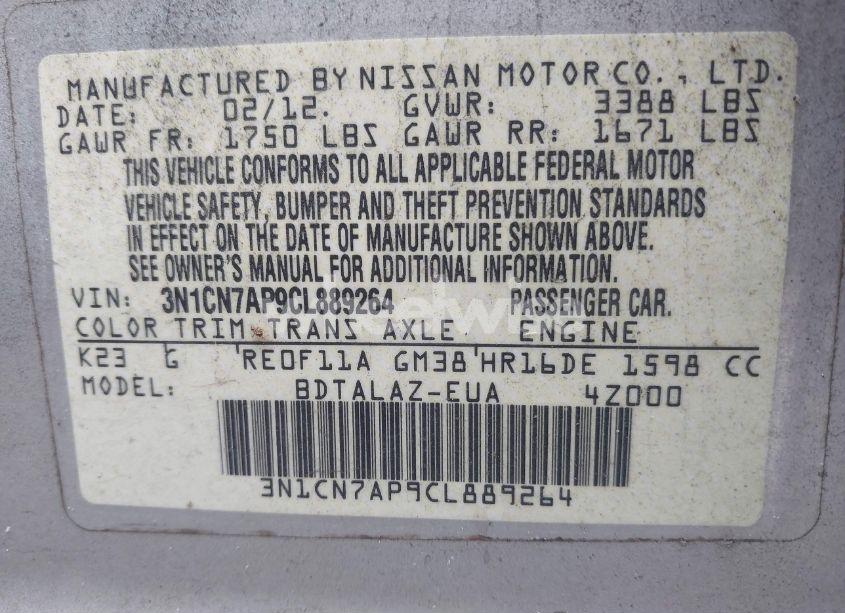 MANUFACTURED BY NISSAN MOTOR CO., LTD.
DATE: 02/12. GVWR: 3388 LBS
GAWR FR: 1750 LBS GAWR RR: 1671 LBS
THIS VEHICLE CONFORMS TO ALL APPLICABLE FEDERAL MOTOR
VEHICLE SAFETY, BUMPER AND THEFT PREVENTION STANDARDS
IN EFFECT ON THE DATE OF MANUFACTURE SHOWN ABOVE.
SEE OWNER'S MANUAL FOR ADDITIONAL INFORMATION.
VIN: 3N1CN7AP9CL889264 PASSENGER CAR.
COLOR TRIM TRANS AXLE ENGINE
K23 G RE0F11A GM38 HR16DE 1598 CC
MODEL: BDTALAZ-EUA 4Z000
3N1CN7AP9CL889264